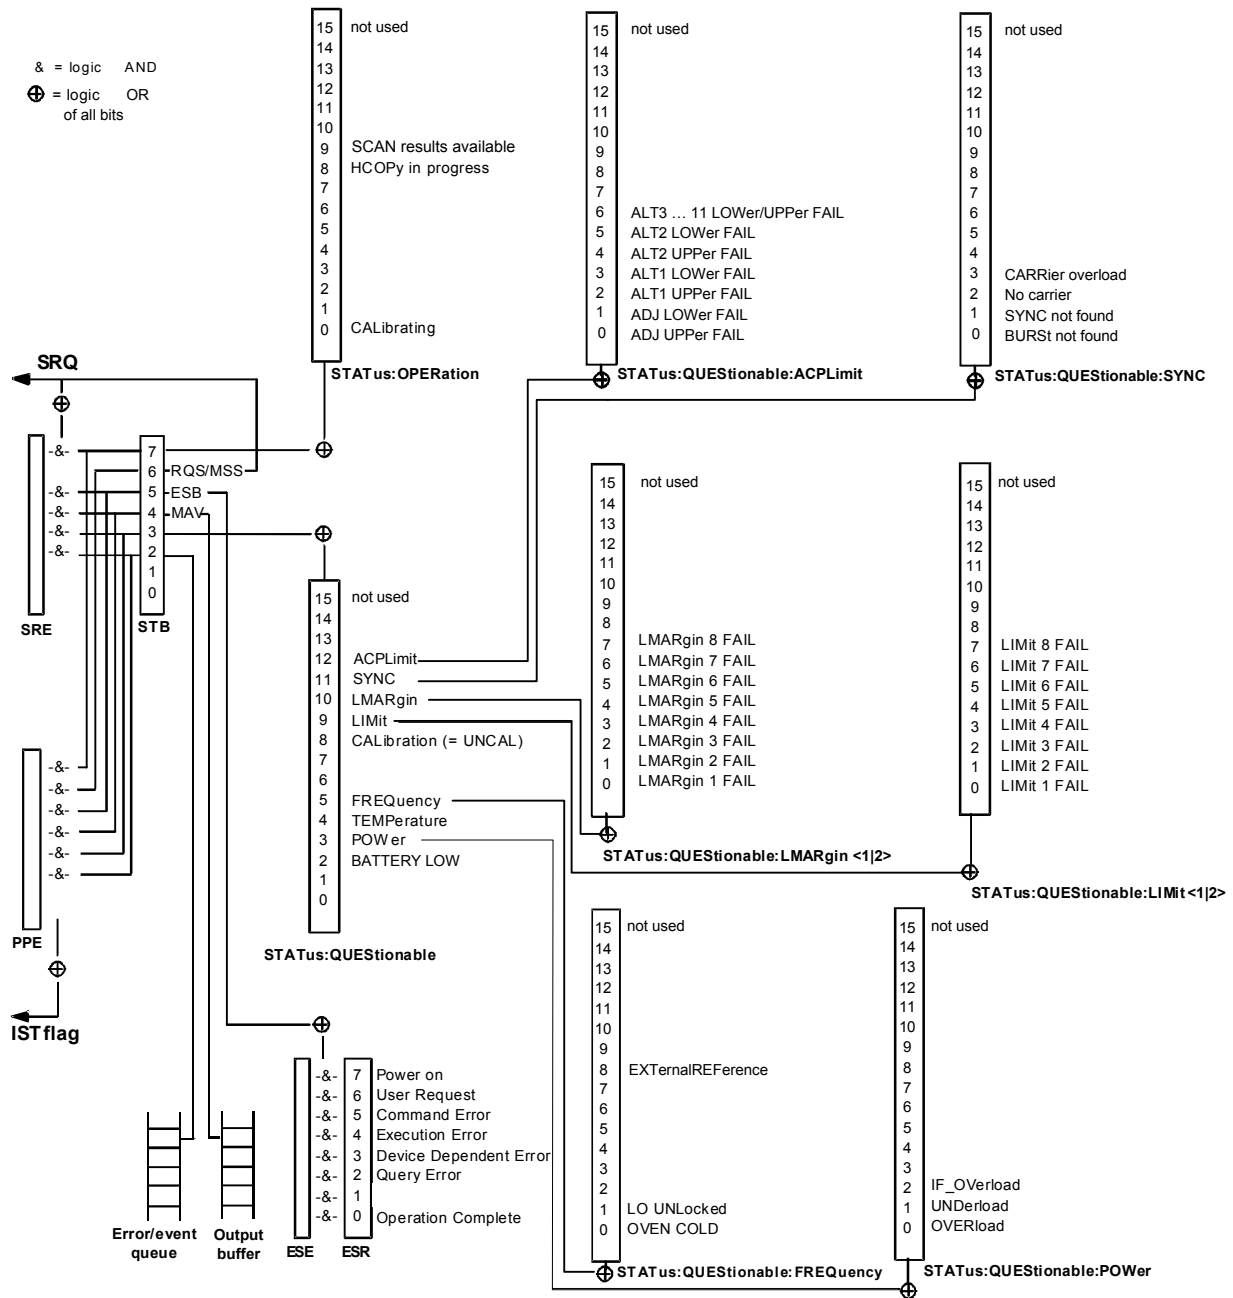 & = logic AND
= logic OR
of all bits
15 not used
14
13
12
11
10
9 SCAN results available
8 HCOPy in progress
7
6
5
4
3
2
1
0 CALibrating
STATus:OPERation
15 not used
14
13
12
11
10
9
8
7
6 ALT3 ... 11 LOWer/UPPer FAIL
5 ALT2 LOWer FAIL
4 ALT2 UPPer FAIL
3 ALT1 LOWer FAIL
2 ALT1 UPPer FAIL
1 ADJ LOWer FAIL
0 ADJ UPPer FAIL
STATus:QUEStionable:ACPLimit
15 not used
14
13
12
11
10
9
8
7
6
5
4
3 CARRier overload
2 No carrier
1 SYNC not found
0 BURSt not found
STATus:QUEStionable:SYNC
SRQ
-&- 7
6 RQS/MSS
-&- 5 ESB
-&- 4 MAV
-&- 3
-&- 2
1
0
SRE STB
15 not used
14
13
12 ACPLimit
11 SYNC
10 LMARgin
9 LIMit
8 CALibration (= UNCAL)
7
6
5 FREQuency
4 TEMPerature
3 POWer
2 BATTERY LOW
1
0
STATus:QUEStionable
15 not used
14
13
12
11
10
9
8
7 LMARgin 8 FAIL
6 LMARgin 7 FAIL
5 LMARgin 6 FAIL
4 LMARgin 5 FAIL
3 LMARgin 4 FAIL
2 LMARgin 3 FAIL
1 LMARgin 2 FAIL
0 LMARgin 1 FAIL
STATus:QUEStionable:LMARgin <1|2>
15 not used
14
13
12
11
10
9
8
7 LIMit 8 FAIL
6 LIMit 7 FAIL
5 LIMit 6 FAIL
4 LIMit 5 FAIL
3 LIMit 4 FAIL
2 LIMit 3 FAIL
1 LIMit 2 FAIL
0 LIMit 1 FAIL
STATus:QUEStionable:LIMit<1|2>
-&-
-&-
-&-
-&-
-&-
-&-
PPE
ISTflag
-&- 7 Power on
-&- 6 User Request
-&- 5 Command Error
-&- 4 Execution Error
-&- 3 Device Dependent Error
-&- 2 Query Error
-&- 1
-&- 0 Operation Complete
ESE ESR
Error/event
queue
Output
buffer
15 not used
14
13
12
11
10
9
8 EXTernalREFerence
7
6
5
4
3
2
1 LO UNLocked
0 OVEN COLD
STATus:QUEStionable:FREQuency
15 not used
14
13
12
11
10
9
8
7
6
5
4
3
2 IF_OVerload
1 UNDerload
0 OVERload
STATus:QUEStionable:POWer